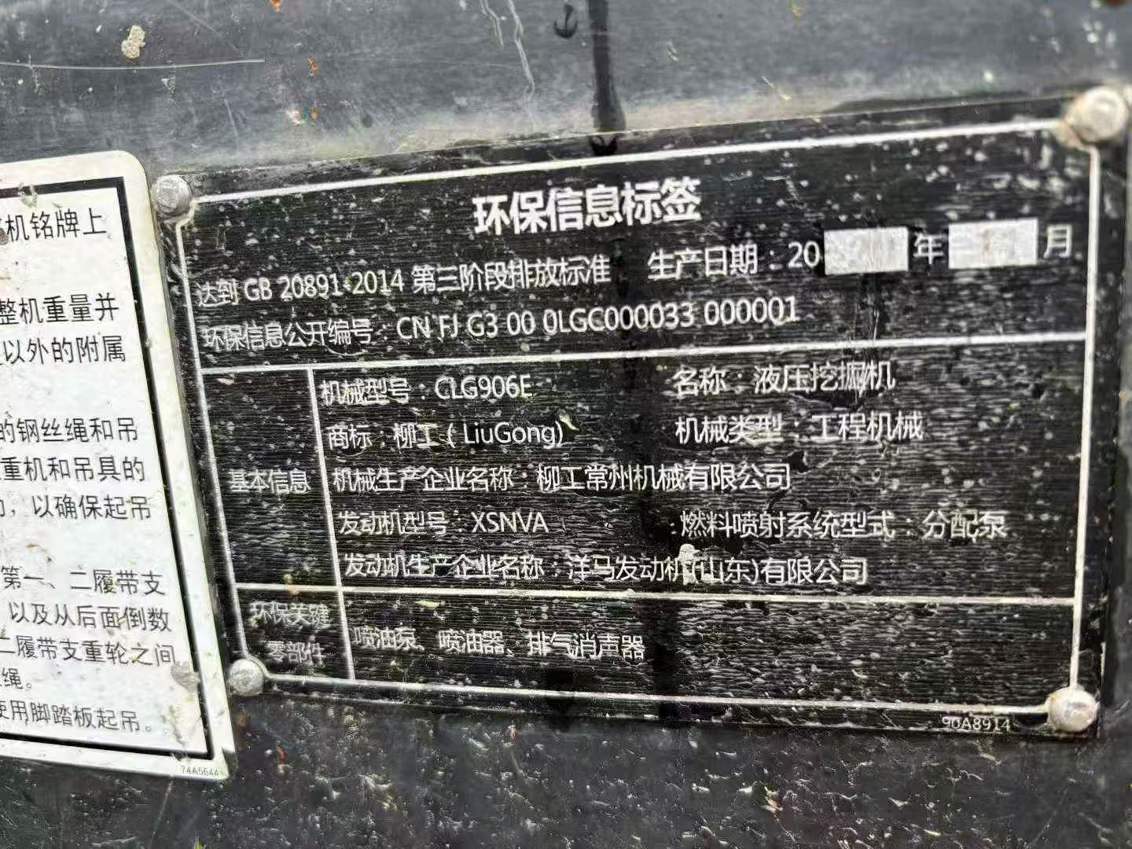 机铭牌上
整机重量并
以外的附属
的钢丝绳和吊
重机和吊具的
，以确保起吊
第一、二履带支
以及从后面倒数
二履带支重轮之间
绳。
使用脚踏板起吊。
74A5644
环保信息标签
达到 GB 20891-2014 第三阶段排放标准 生产日期：20 年 月
环保信息公开编号：CN FJ G3 00 0LGC000033 000001
基本信息
机械型号：CLG906E 名称：液压挖掘机
商标：柳工（LiuGong） 机械类型：工程机械
机械生产企业名称：柳工常州机械有限公司
发动机型号：XSNVA 燃料喷射系统型式：分配泵
发动机生产企业名称：洋马发动机(山东)有限公司
环保关键
零部件
喷油泵、喷油器、排气消声器
90A8914